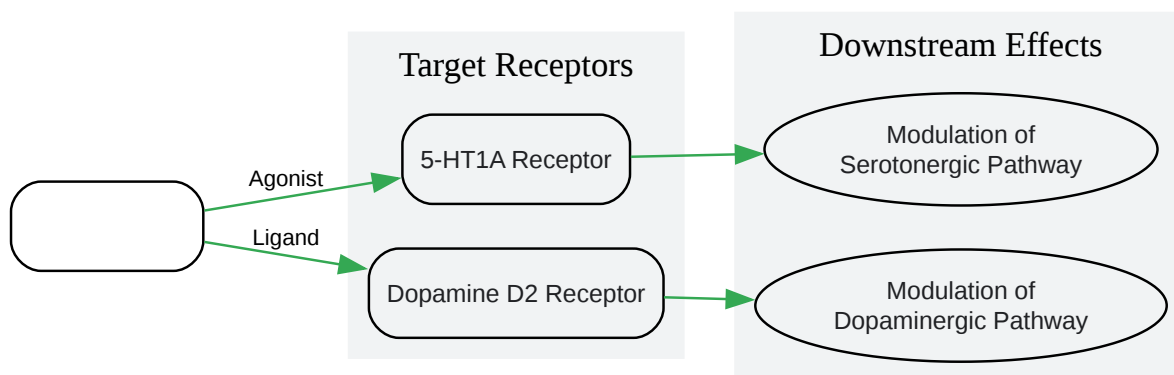 Target Receptors
Downstream Effects
Agonist
5-HT1A Receptor
Modulation of
Serotonergic Pathway
Ligand
Dopamine D2 Receptor
Modulation of
Dopaminergic Pathway